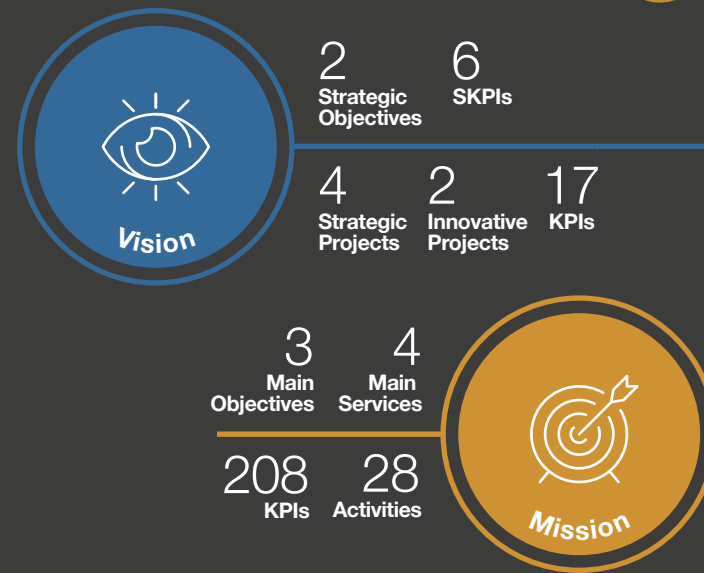 2 6
Strategic SKPIs
Objectives
Vision
4 2 17
Strategic Innovative KPIs
Projects Projects
3 4
Main Main
Objectives Services
208 28
KPIs Activities
Mission